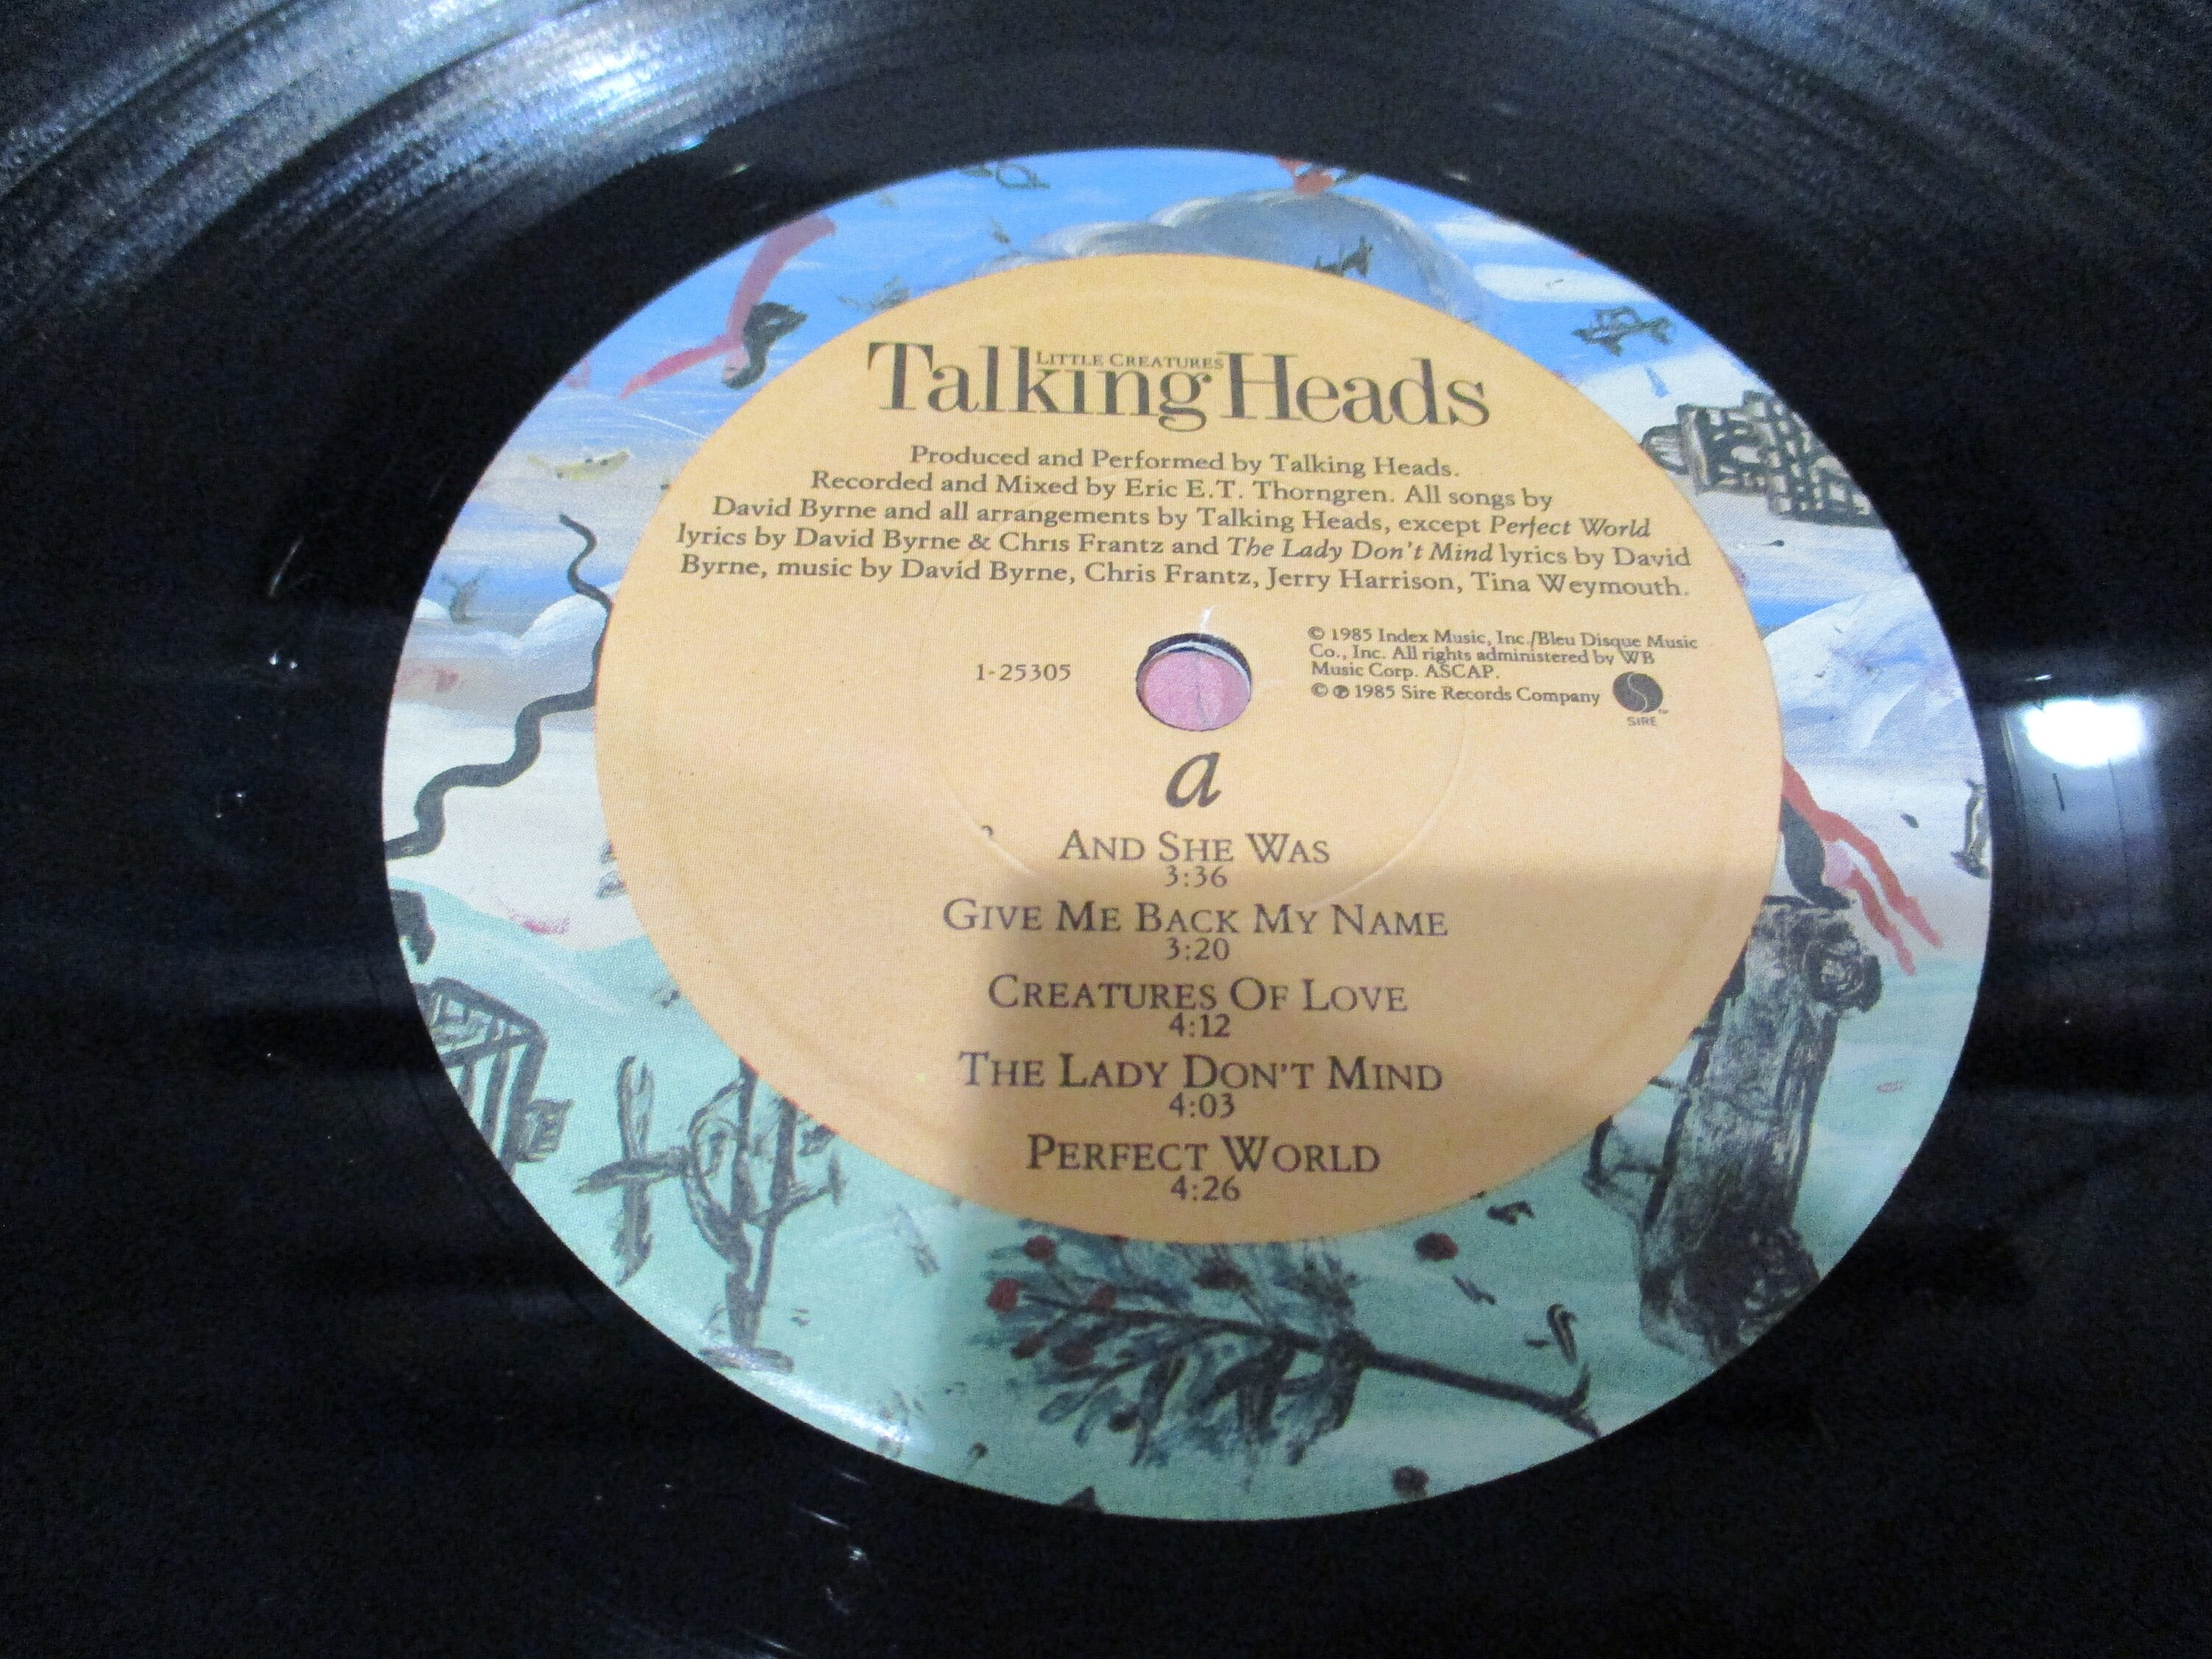 LITTLE CREATURES
Talking Heads
Produced and Performed by Talking Heads.
Recorded and Mixed by Eric E.T. Thorngren. All songs by
David Byrne and all arrangements by Talking Heads, except Perfect World
lyrics by David Byrne & Chris Frantz and The Lady Don't Mind lyrics by David
Byrne, music by David Byrne, Chris Frantz, Jerry Harrison, Tina Weymouth.
1-25305
© 1985 Index Music, Inc./Bleu Disque Music
Co., Inc. All rights administered by WB
Music Corp. ASCAP.
© ℗ 1985 Sire Records Company
SIRE™
a
AND SHE WAS
3:36
GIVE ME BACK MY NAME
3:20
CREATURES OF LOVE
4:12
THE LADY DON'T MIND
4:03
PERFECT WORLD
4:26